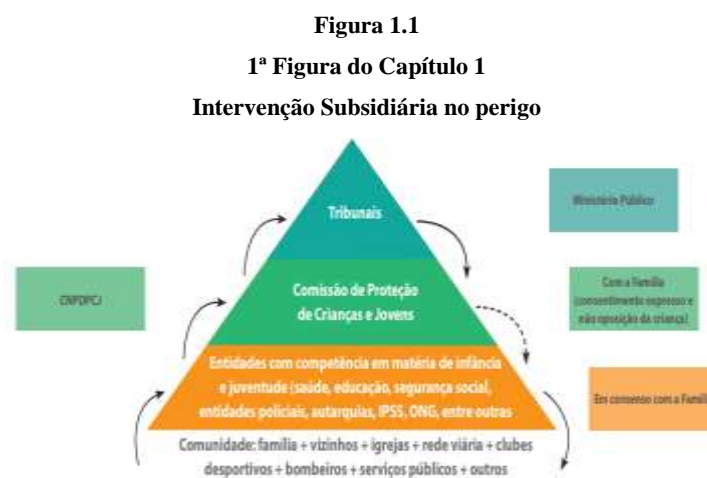 Figura 1.1
1ª Figura do Capítulo 1
Intervenção Subsidiária no perigo
Tribunais
Ministério Público
CNPDPCJ
Comissão de Proteção
de Crianças e Jovens
Com a Família
(consentimento expresso e
não oposição da criança)
Entidades com competência em matéria de infância
e juventude (saúde, educação, segurança social,
entidades policiais, autarquias, IPSS, ONG, entre outras
Em consenso com a Família
Comunidade: família + vizinhos + igrejas + rede viária + clubes
desportivos + bombeiros + serviços públicos + outros